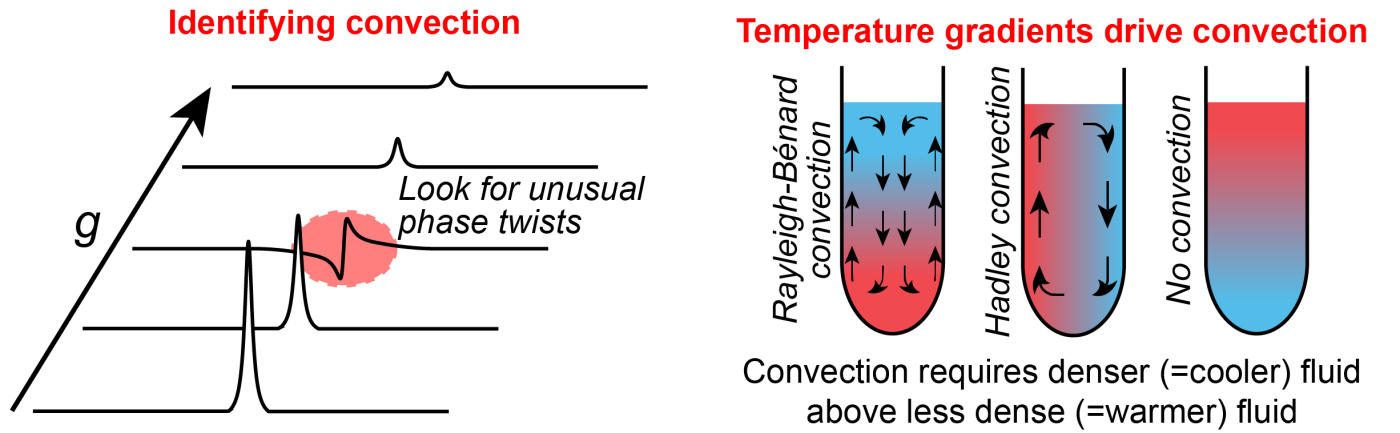 Identifying convection
g
Look for unusual
phase twists
Temperature gradients drive convection
Rayleigh-Bénard
convection
Hadley convection
No convection
Convection requires denser (=cooler) fluid
above less dense (=warmer) fluid